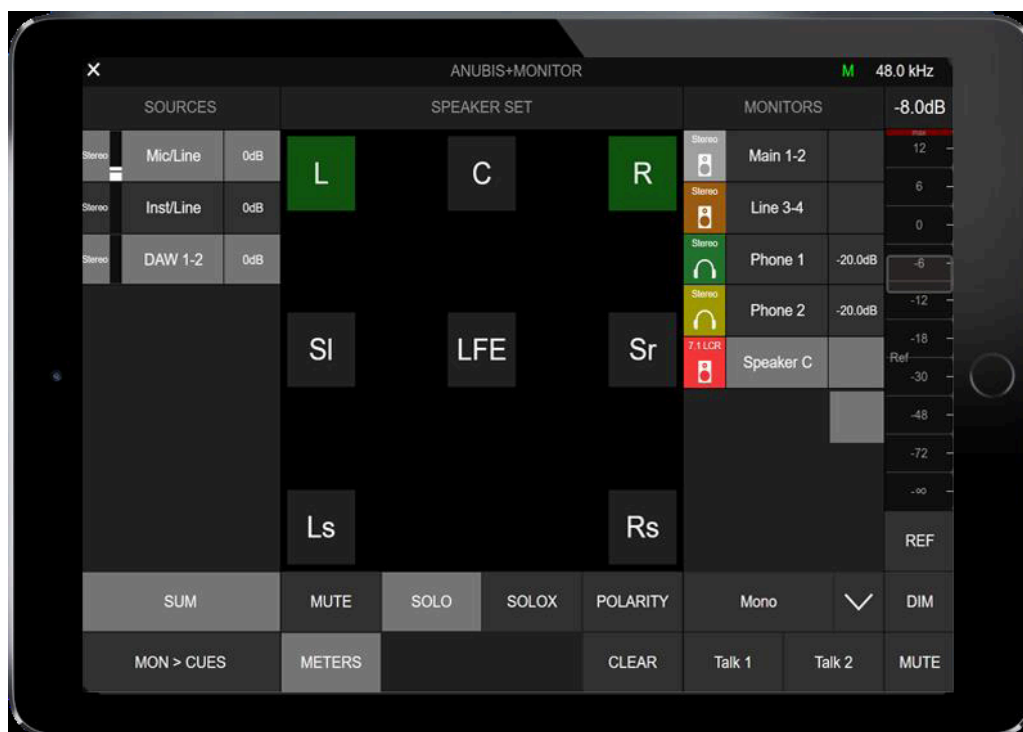 X ANUBIS+MONITOR M 48.0 kHz
SOURCES SPEAKER SET MONITORS -8.0dB
Stereo Mic/Line 0dB
Stereo Inst/Line 0dB
Stereo DAW 1-2 0dB
SUM
MON > CUES
L C R
Sl LFE Sr
Ls Rs
MUTE SOLO SOLOX POLARITY
METERS CLEAR
Stereo Main 1-2
Stereo Line 3-4
Stereo Phone 1 -20.0dB
Stereo Phone 2 -20.0dB
7.1 LCR Speaker C
Mono
Talk 1 Talk 2
max
12
6
0
-6
-12
-18
Ref
-30
-48
-72
-∞
REF
DIM
MUTE